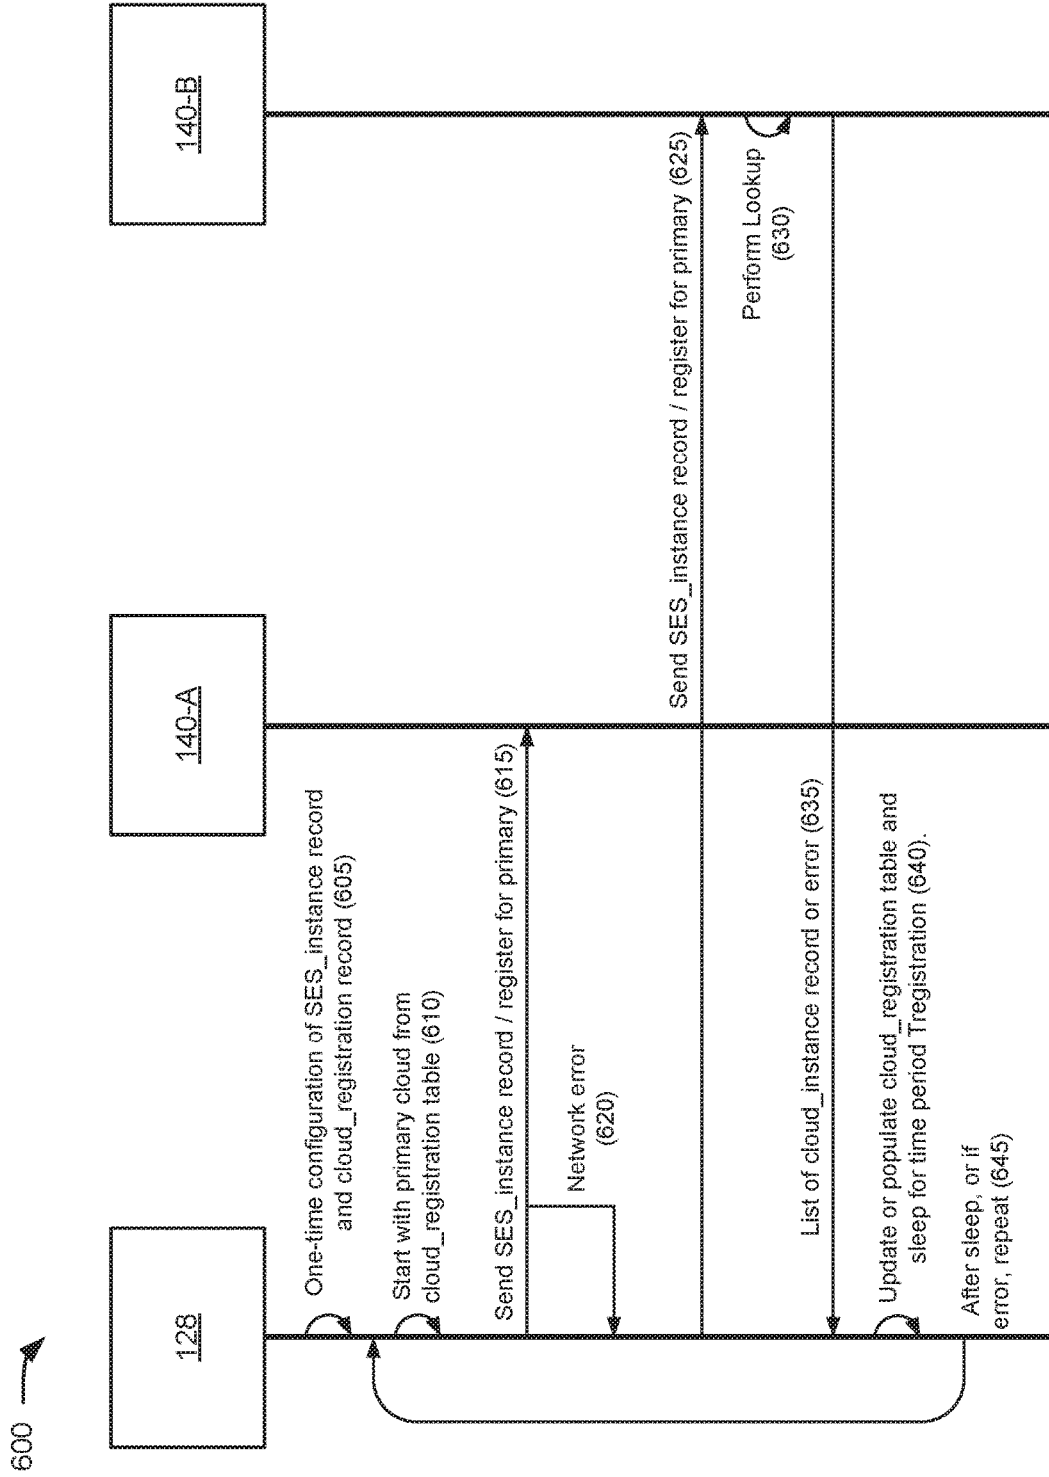 600
128
140-A
140-B
One-time configuration of SES_instance record
and cloud_registration record (605)
Start with primary cloud from
cloud_registration table (610)
Send SES_instance record / register for primary (615)
Network error
(620)
Send SES_instance record / register for primary (625)
Perform Lookup
(630)
List of cloud_instance record or error (635)
Update or populate cloud_registration table and
sleep for time period Tregistration (640).
After sleep, or if
error, repeat (645)